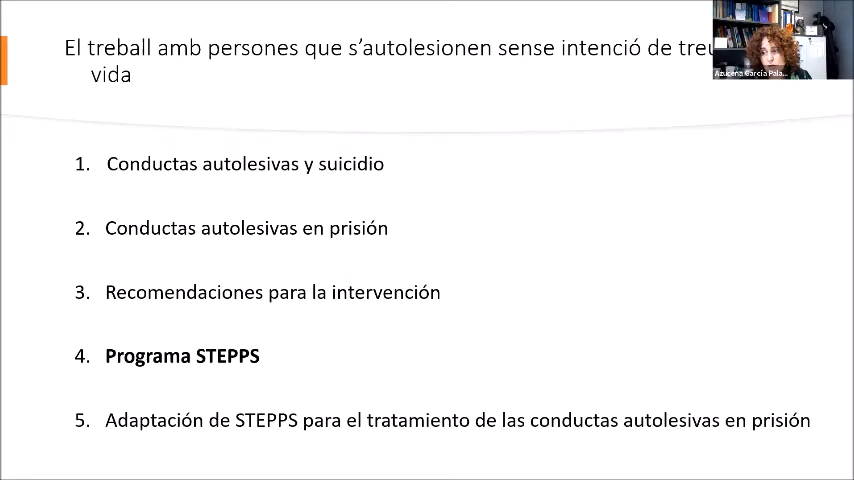 El treball amb persones que s'autolesionen sense intenció de
vida
Azucena García Pala...
1. Conductas autolesivas y suicidio
2. Conductas autolesivas en prisión
3. Recomendaciones para la intervención
4. Programa STEPPS
5. Adaptación de STEPPS para el tratamiento de las conductas autolesivas en prisión